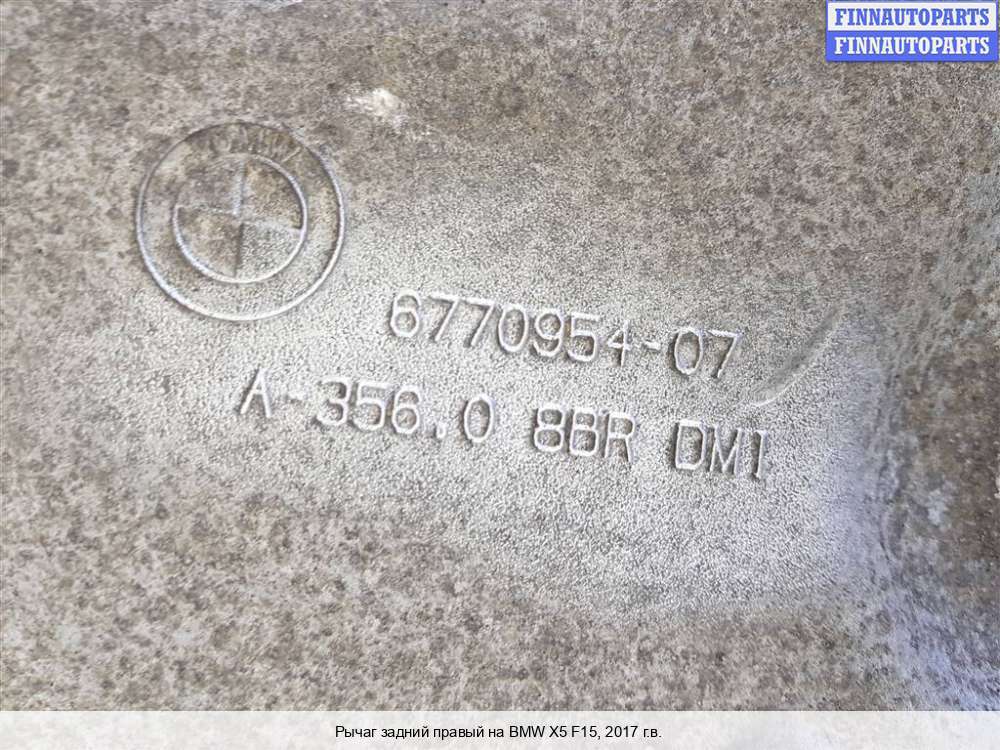 FINNAUTOPARTS
FINNAUTOPARTS
6770954-07
A-356.0 8BR DMI
Рычаг задний правый на BMW X5 F15, 2017 г.в.